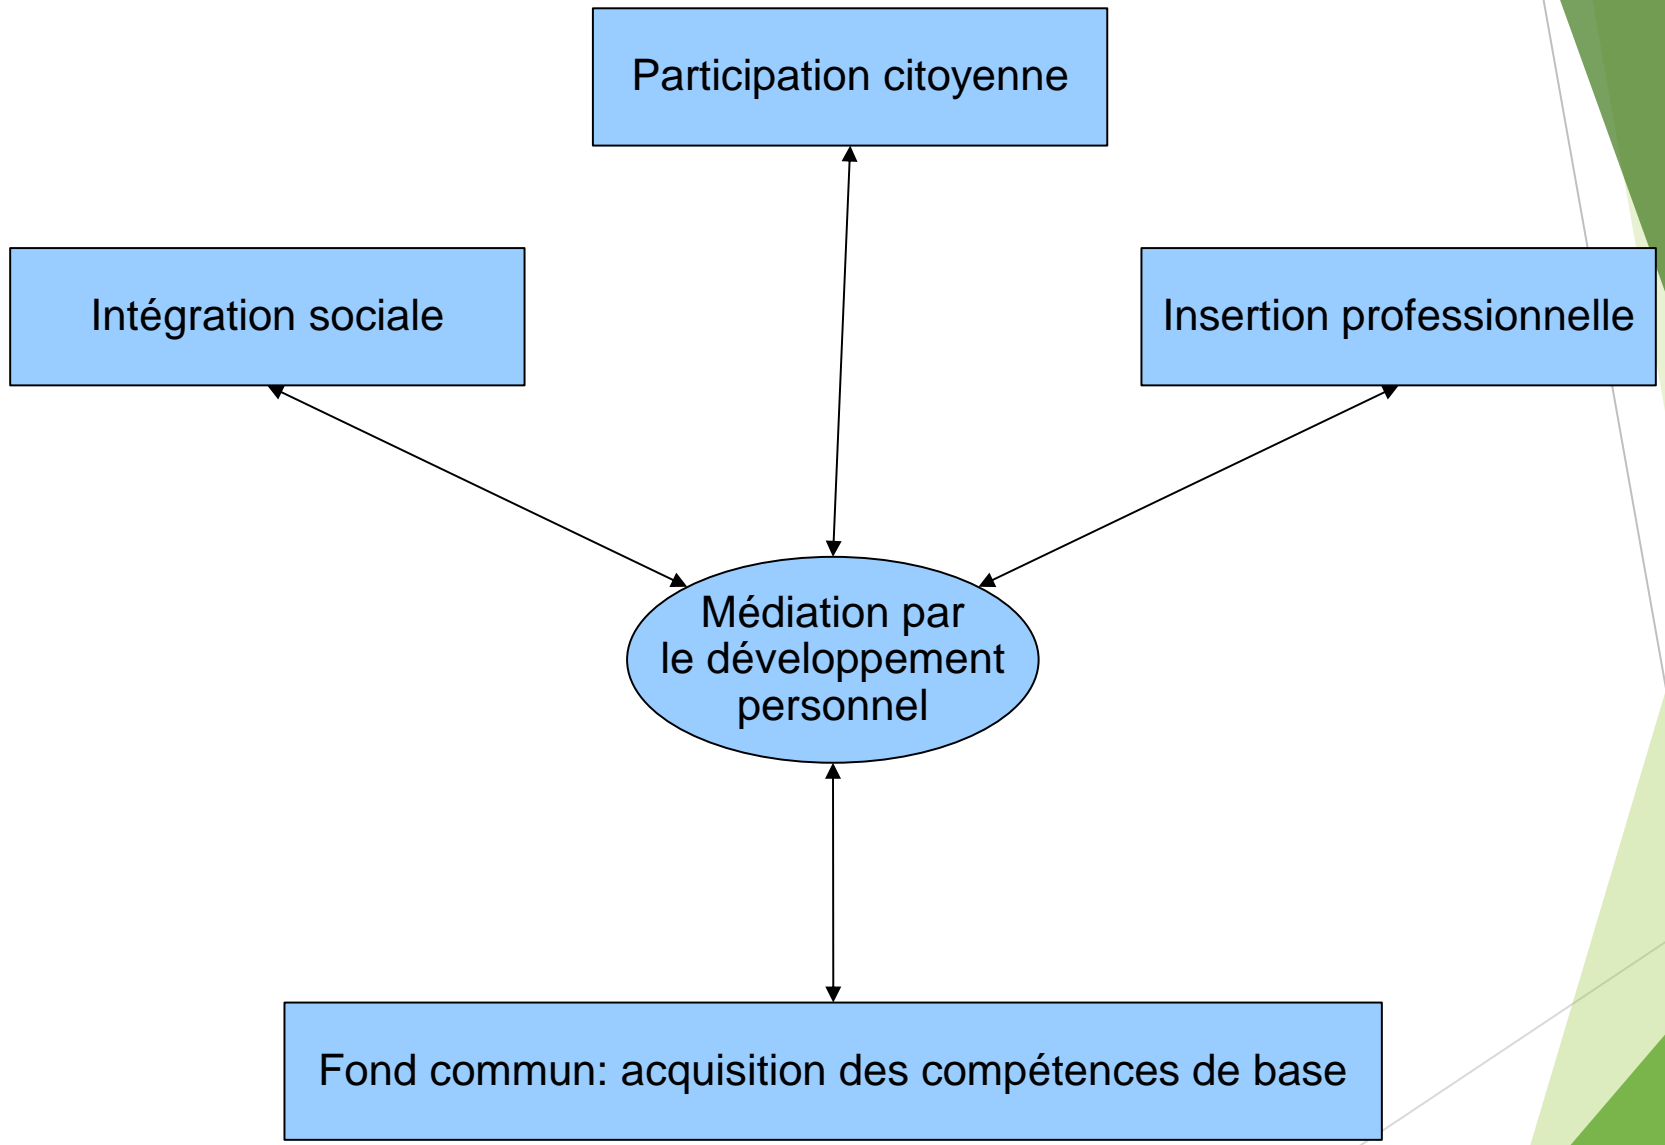 Participation citoyenne
Intégration sociale
Insertion professionnelle
Médiation par
le développement
personnel
Fond commun: acquisition des compétences de base